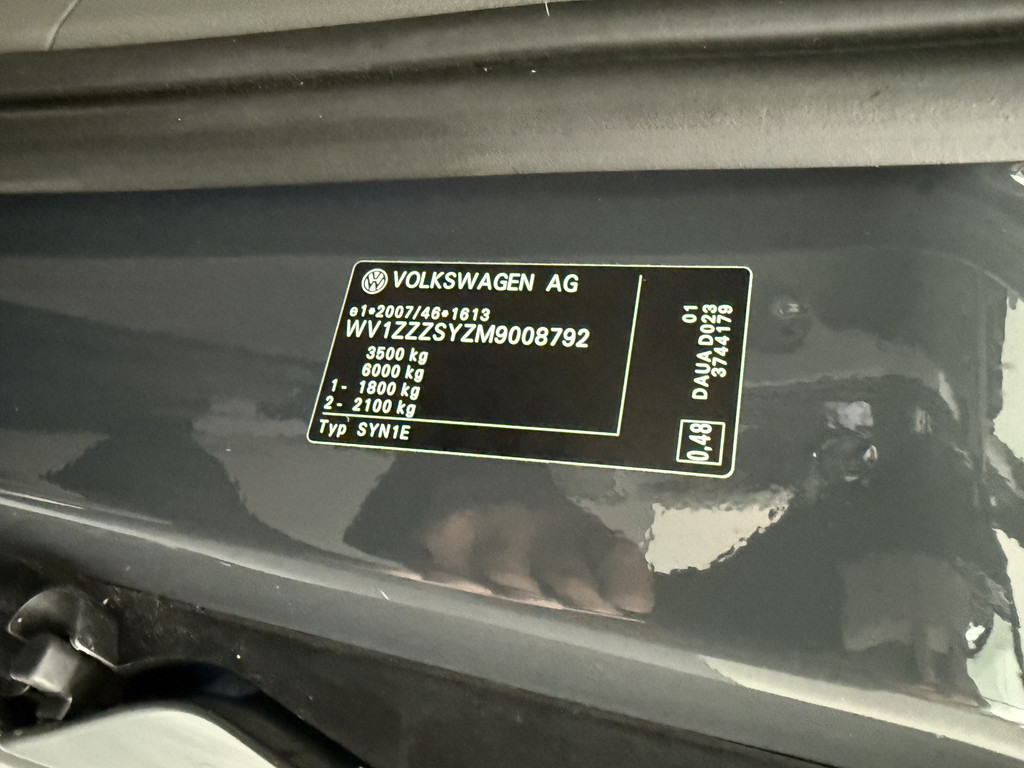 VOLKSWAGEN AG
e1*2007/46*1613
WV1ZZZSYZM9008792
3500 kg
6000 kg
1- 1800 kg
2- 2100 kg
Typ SYN1E
01
DAUA D023
3744179
0,48